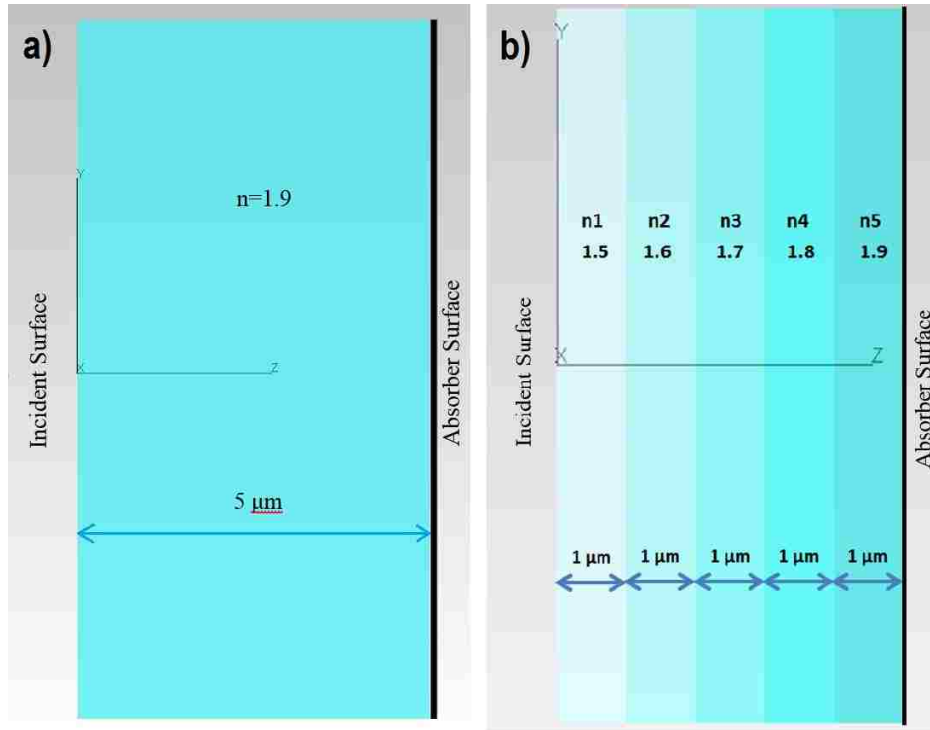 a)
Y
n=1.9
X
Z
Incident Surface
Absorber Surface
5 μm
b)
Y
n1 n2 n3 n4 n5
1.5 1.6 1.7 1.8 1.9
X
Z
Incident Surface
Absorber Surface
1 μm 1 μm 1 μm 1 μm 1 μm